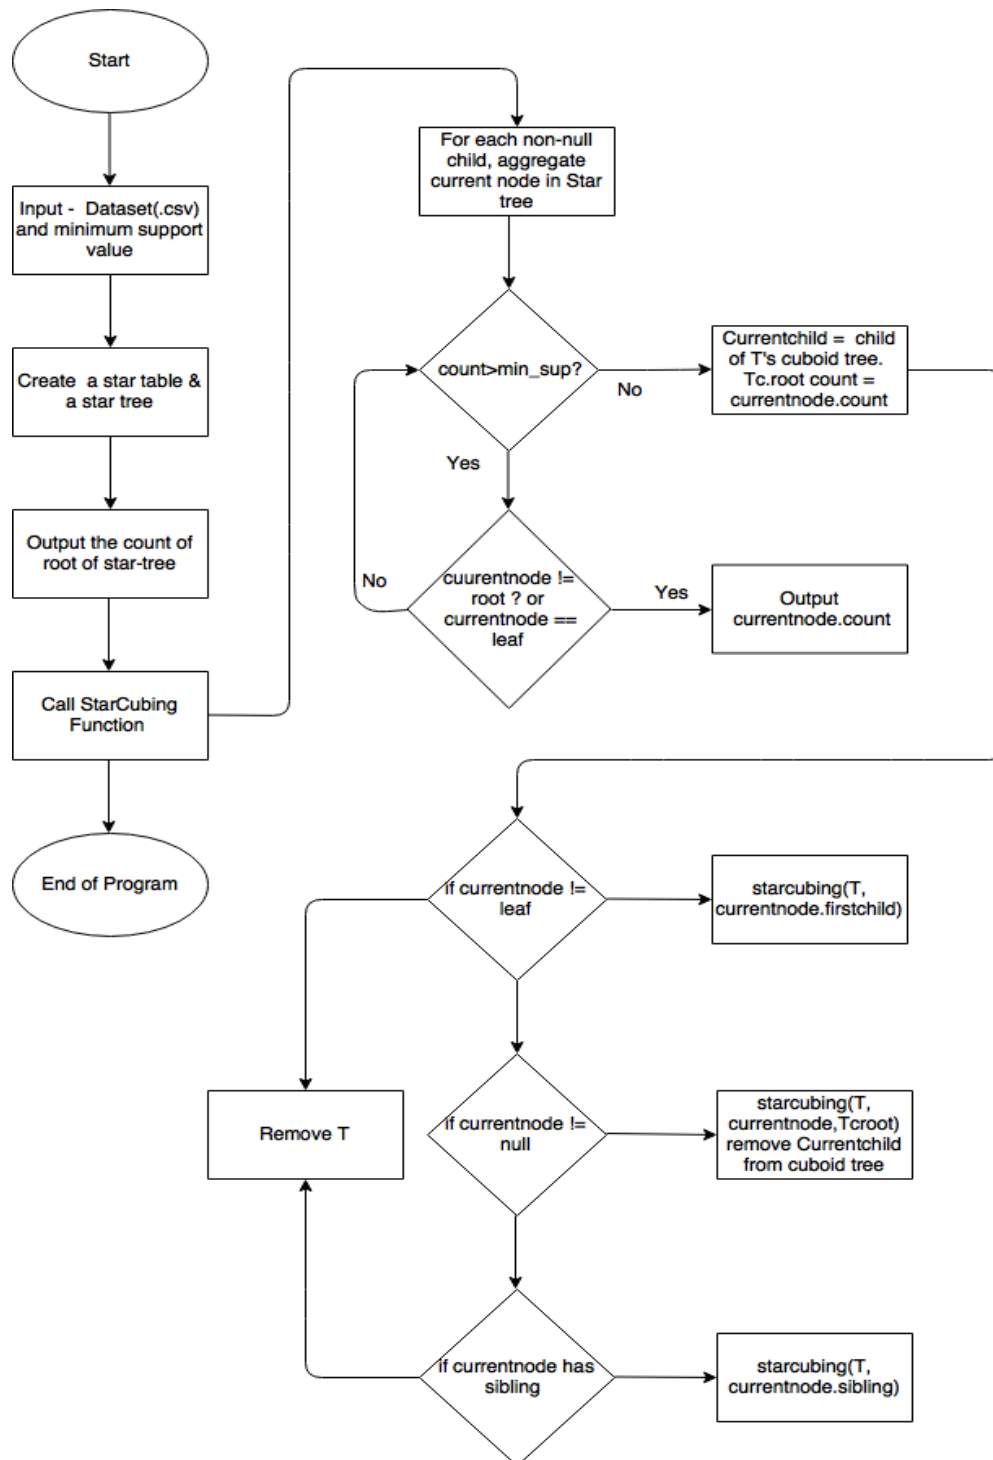 Start
Input -  Dataset(.csv)
and minimum support
value
Create  a star table &
a star tree
Output the count of
root of star-tree
Call StarCubing
Function
End of Program
For each non-null
child, aggregate
current node in Star
tree
count>min_sup?
No
Yes
Currentchild =  child
of T's cuboid tree.
Tc.root count =
currentnode.count
cuurentnode !=
root ? or
currentnode ==
leaf
No
Yes
Output
currentnode.count
if currentnode !=
leaf
starcubing(T,
currentnode.firstchild)
Remove T
if currentnode !=
null
starcubing(T,
currentnode,Tcroot)
remove Currentchild
from cuboid tree
if currentnode has
sibling
starcubing(T,
currentnode.sibling)